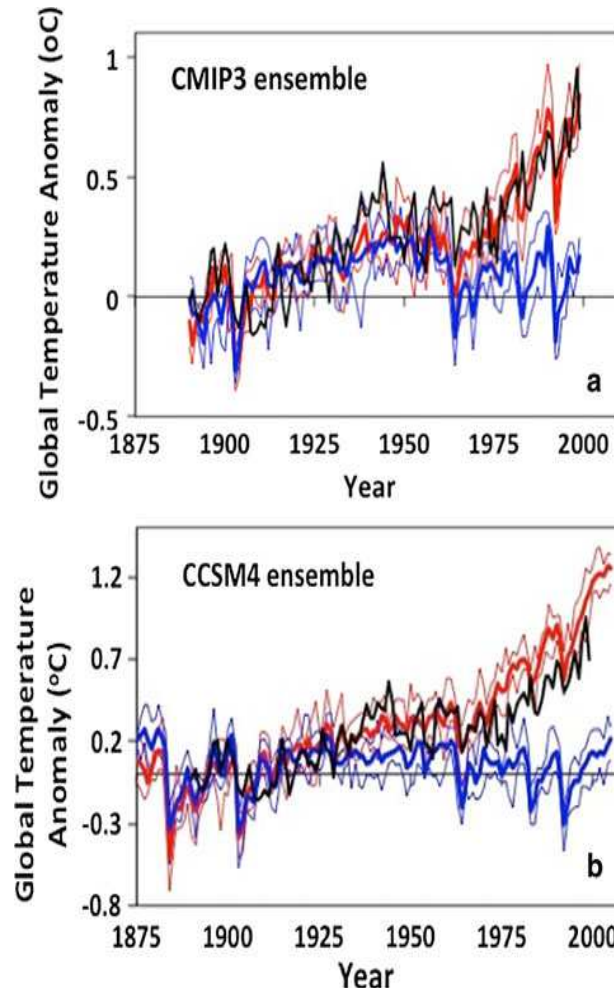 Global Temperature Anomaly (oC)
1
0.5
0
-0.5
CMIP3 ensemble
a
1875 1900 1925 1950 1975 2000
Year
Global Temperature
Anomaly (°C)
1.2
0.7
0.2
-0.3
-0.8
CCSM4 ensemble
b
1875 1900 1925 1950 1975 2000
Year